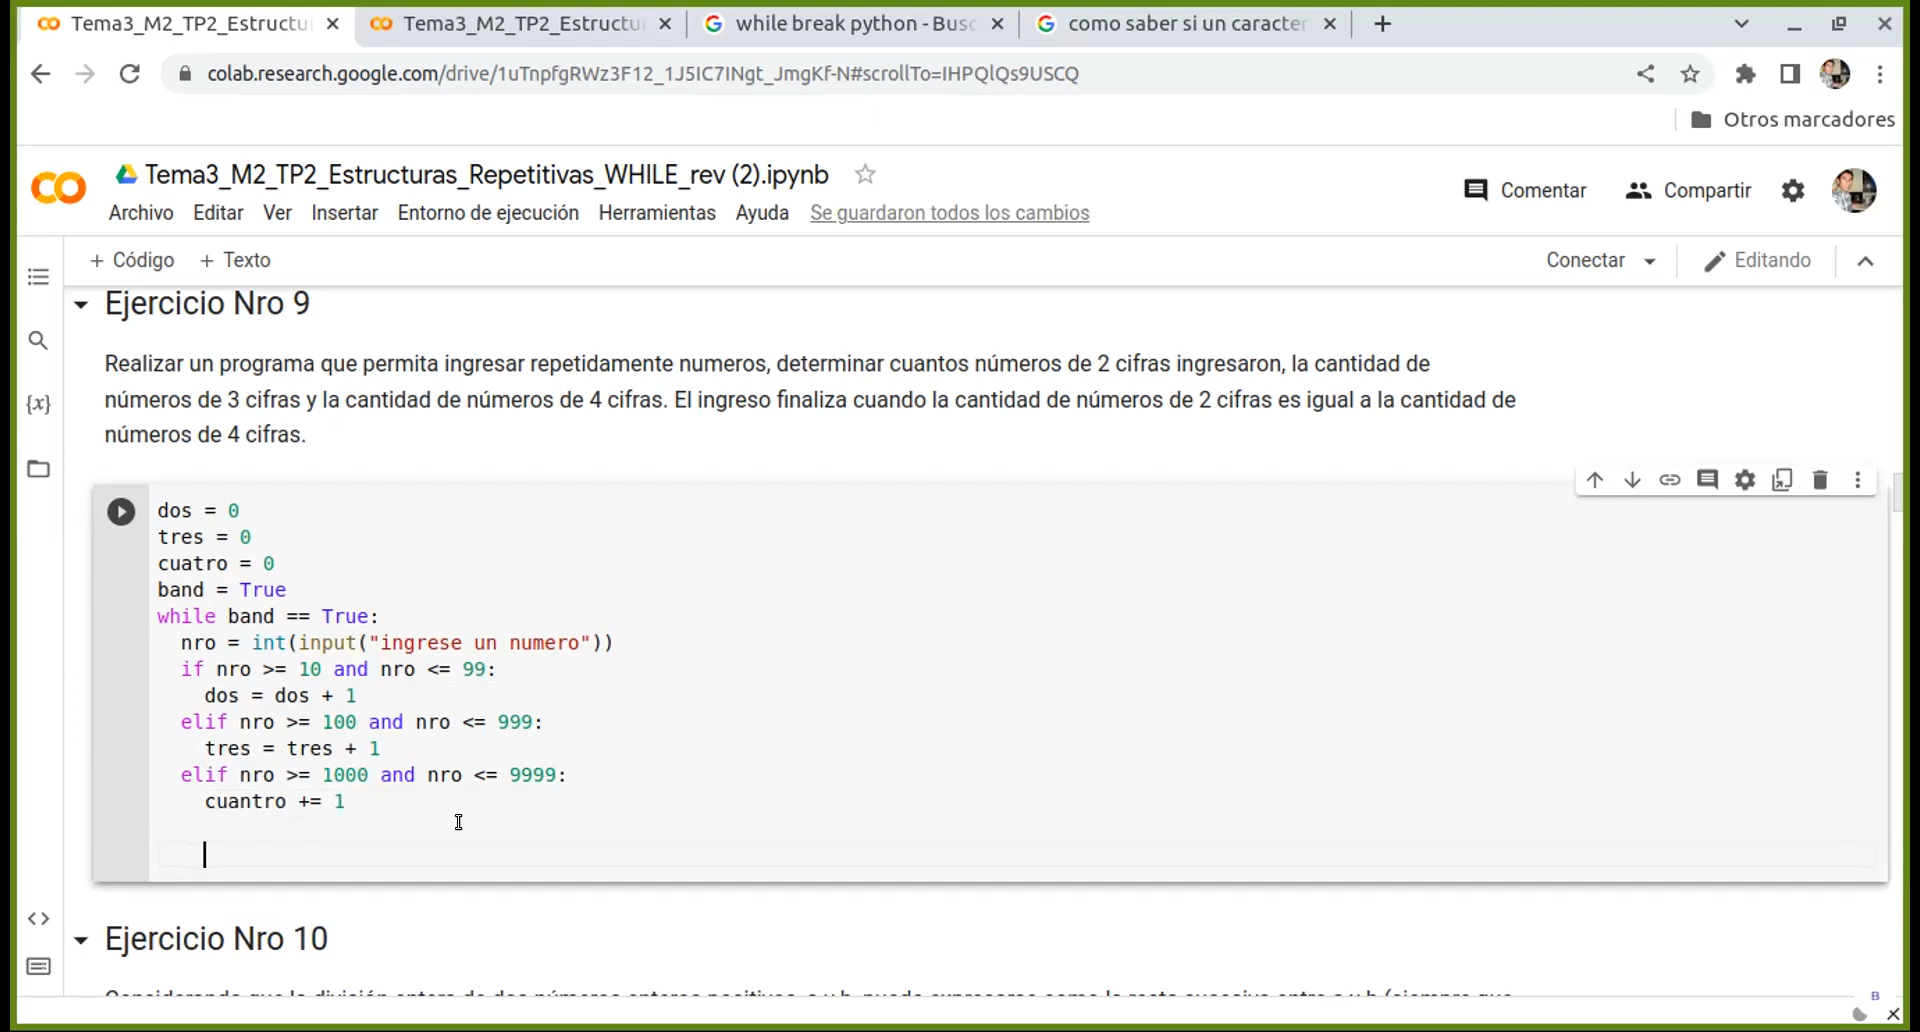 Tema3_M2_TP2_Estructu
Tema3_M2_TP2_Estructu
while break python - Busc
como saber si un caracter
colab.research.google.com/drive/1uTnpfgRWz3F12_1J5IC7INgt_JmgKf-N#scrollTo=IHPQlQs9USCQ
Otros marcadores
Tema3_M2_TP2_Estructuras_Repetitivas_WHILE_rev (2).ipynb
Comentar
Compartir
Archivo Editar Ver Insertar Entorno de ejecución Herramientas Ayuda Se guardaron todos los cambios
+ Código + Texto
Conectar
Editando
Ejercicio Nro 9
Realizar un programa que permita ingresar repetidamente numeros, determinar cuantos números de 2 cifras ingresaron, la cantidad de
números de 3 cifras y la cantidad de números de 4 cifras. El ingreso finaliza cuando la cantidad de números de 2 cifras es igual a la cantidad de
números de 4 cifras.
dos = 0
tres = 0
cuatro = 0
band = True
while band == True:
  nro = int(input("ingrese un numero"))
  if nro >= 10 and nro <= 99:
    dos = dos + 1
  elif nro >= 100 and nro <= 999:
    tres = tres + 1
  elif nro >= 1000 and nro <= 9999:
    cuantro += 1
Ejercicio Nro 10